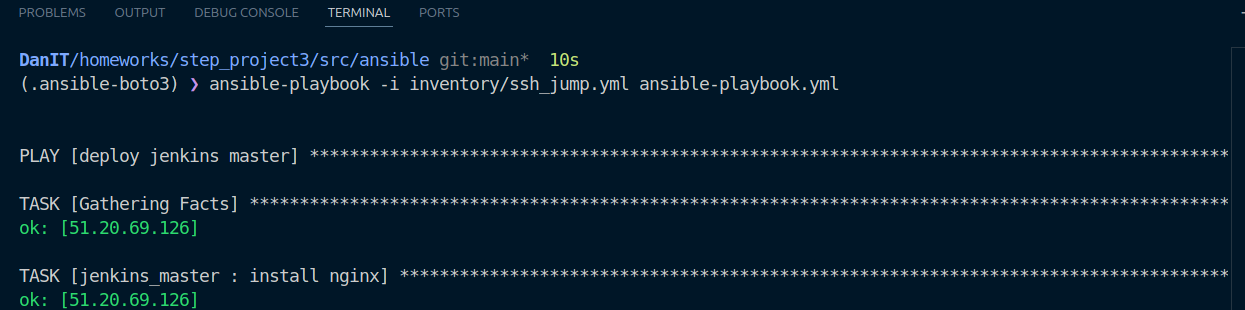 PROBLEMS OUTPUT DEBUG CONSOLE TERMINAL PORTS
DanIT/homeworks/step_project3/src/ansible git:main* 10s
(.ansible-boto3) ❯ ansible-playbook -i inventory/ssh_jump.yml ansible-playbook.yml
PLAY [deploy jenkins master] ********************************************************************************************
TASK [Gathering Facts] **************************************************************************************************
ok: [51.20.69.126]
TASK [jenkins_master : install nginx] ***********************************************************************************
ok: [51.20.69.126]